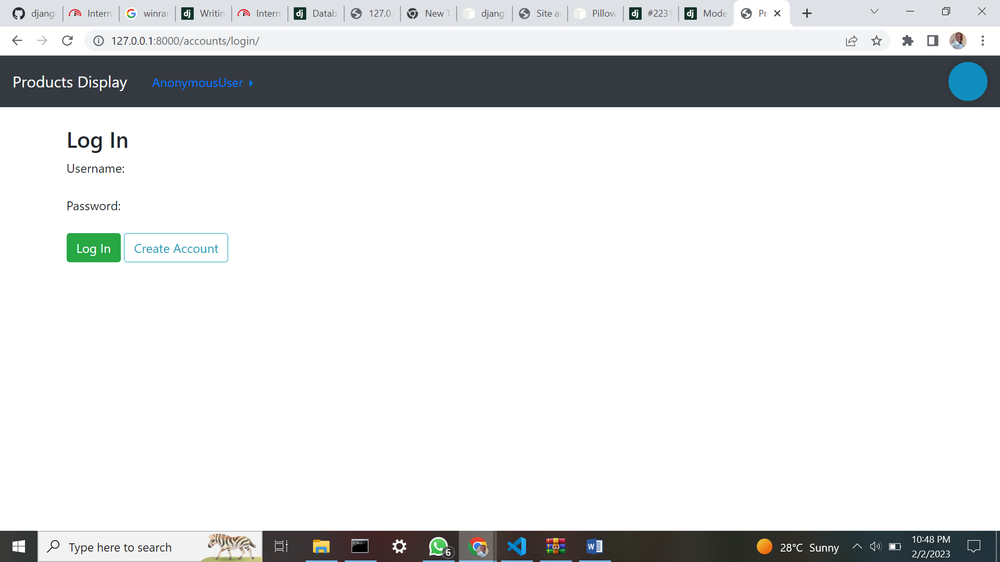 djang Intern winrar Writin Intern Datab 127.0. New T djang Site ad Pillow #2231 Mode Pr
127.0.0.1:8000/accounts/login/
Products Display AnonymousUser
Log In
Username:
Password:
Log In Create Account
Type here to search 6 28°C Sunny 10:48 PM
2/2/2023